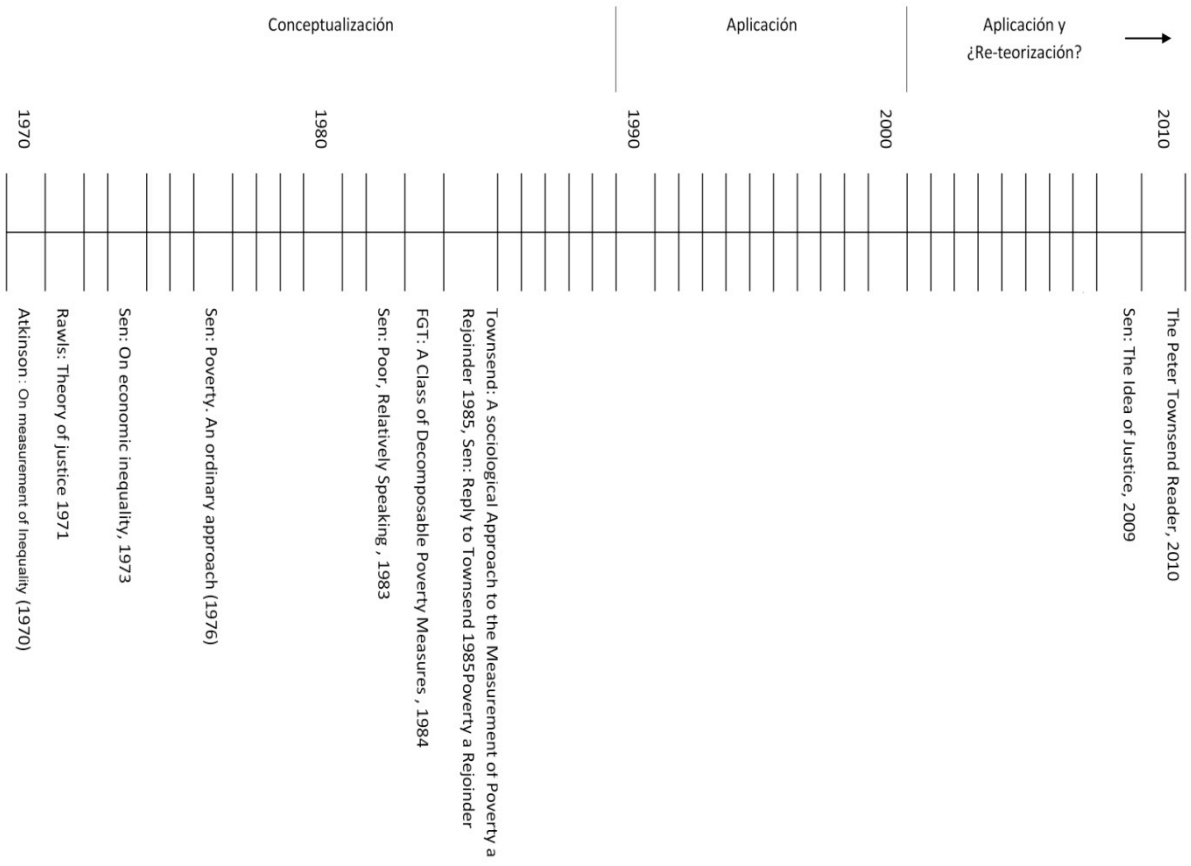 Conceptualización
Aplicación
Aplicación y
¿Re-teorización?
1970
1980
1990
2000
2010
Atkinson : On measurement of Inequality (1970)
Rawls: Theory of justice 1971
Sen: On economic inequality, 1973
Sen: Poverty. An ordinary approach (1976)
Sen: Poor, Relatively Speaking , 1983
FGT: A Class of Decomposable Poverty Measures , 1984
Townsend: A sociological Approach to the Measurement of Poverty a
Rejoinder 1985, Sen: Reply to Townsend 1985Poverty a Rejoinder
Sen: The Idea of Justice, 2009
The Peter Townsend Reader, 2010